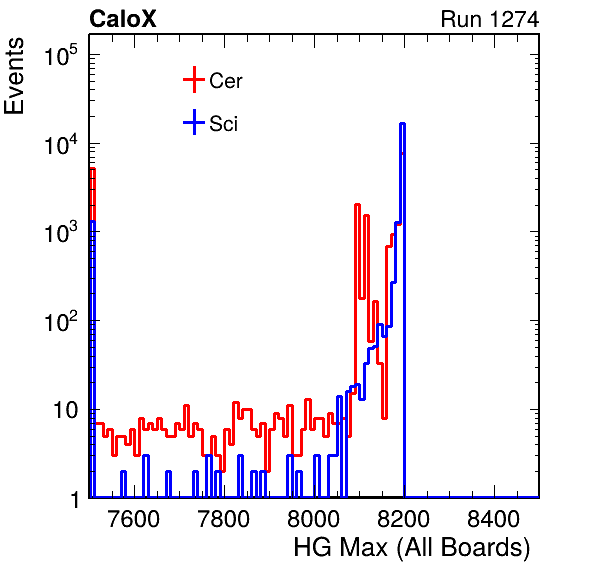 CaloX Run 1274
Events
Cer
Sci
10^5
10^4
10^3
10^2
10
1
7600 7800 8000 8200 8400
HG Max (All Boards)